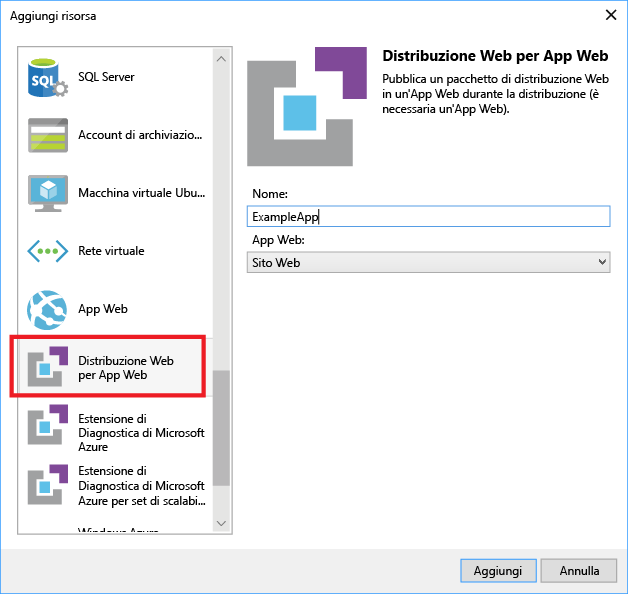 Aggiungi risorsa
SQL
SQL Server
Account di archiviazio...
Macchina virtuale Ubu...
Rete virtuale
App Web
Distribuzione Web
per App Web
Estensione di
Diagnostica di Microsoft
Azure
Estensione di
Diagnostica di Microsoft
Azure per set di scalabi...
Windows Azure
Distribuzione Web per App Web
Pubblica un pacchetto di distribuzione Web
in un'App Web durante la distribuzione (è
necessaria un'App Web).
Nome:
ExampleApp
App Web:
Sito Web
Aggiungi
Annulla